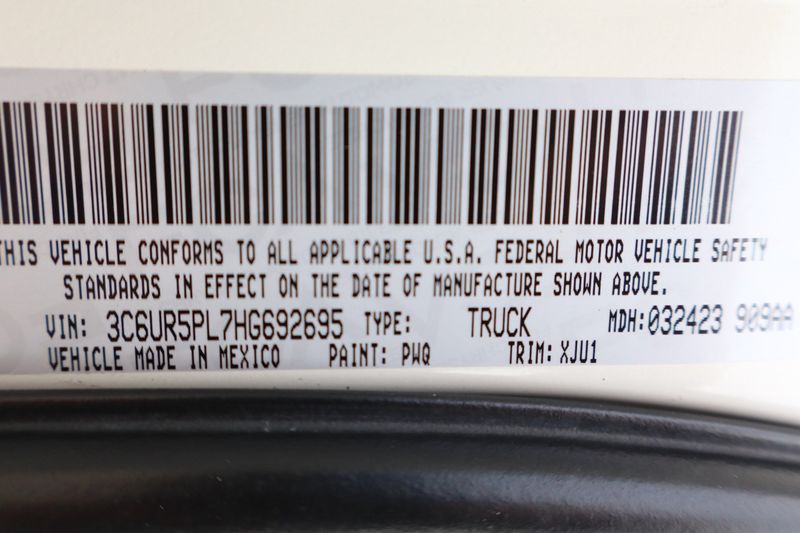 THIS VEHICLE CONFORMS TO ALL APPLICABLE U.S.A. FEDERAL MOTOR VEHICLE SAFETY
STANDARDS IN EFFECT ON THE DATE OF MANUFACTURE SHOWN ABOVE.
VIN: 3C6UR5PL7HG692695 TYPE: TRUCK MDH:032423 909AA
VEHICLE MADE IN MEXICO PAINT: PWQ TRIM: XJU1